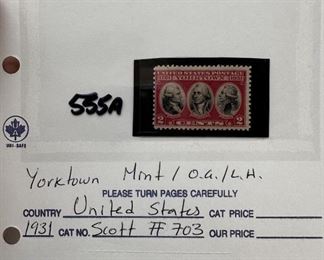 555A
UNITED STATES POSTAGE
1781 YORKTOWN 1931
2 CENTS 2
UNI-SAFE
Yorktown Mint / O.G. / L.H.
PLEASE TURN PAGES CAREFULLY
COUNTRY United States CAT PRICE
1931 CAT NO. Scott # 703 OUR PRICE